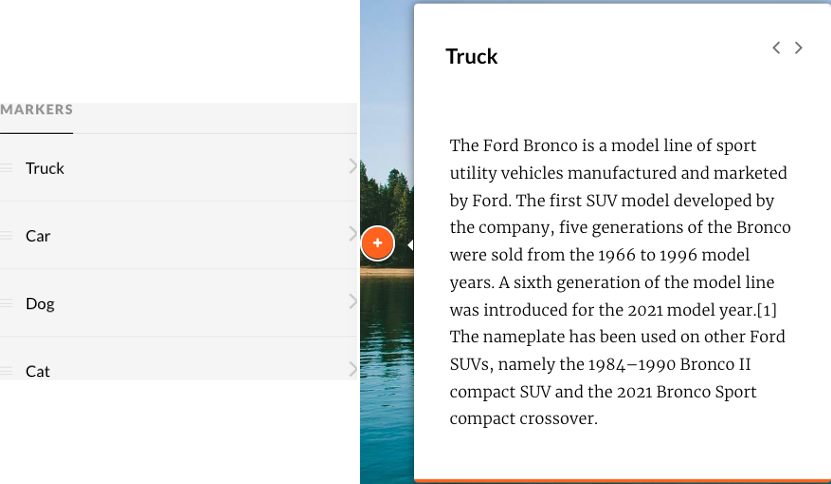 MARKERS
Truck
Car
Dog
Cat
Truck
The Ford Bronco is a model line of sport
utility vehicles manufactured and marketed
by Ford. The first SUV model developed by
the company, five generations of the Bronco
were sold from the 1966 to 1996 model
years. A sixth generation of the model line
was introduced for the 2021 model year.[1]
The nameplate has been used on other Ford
SUVs, namely the 1984–1990 Bronco II
compact SUV and the 2021 Bronco Sport
compact crossover.